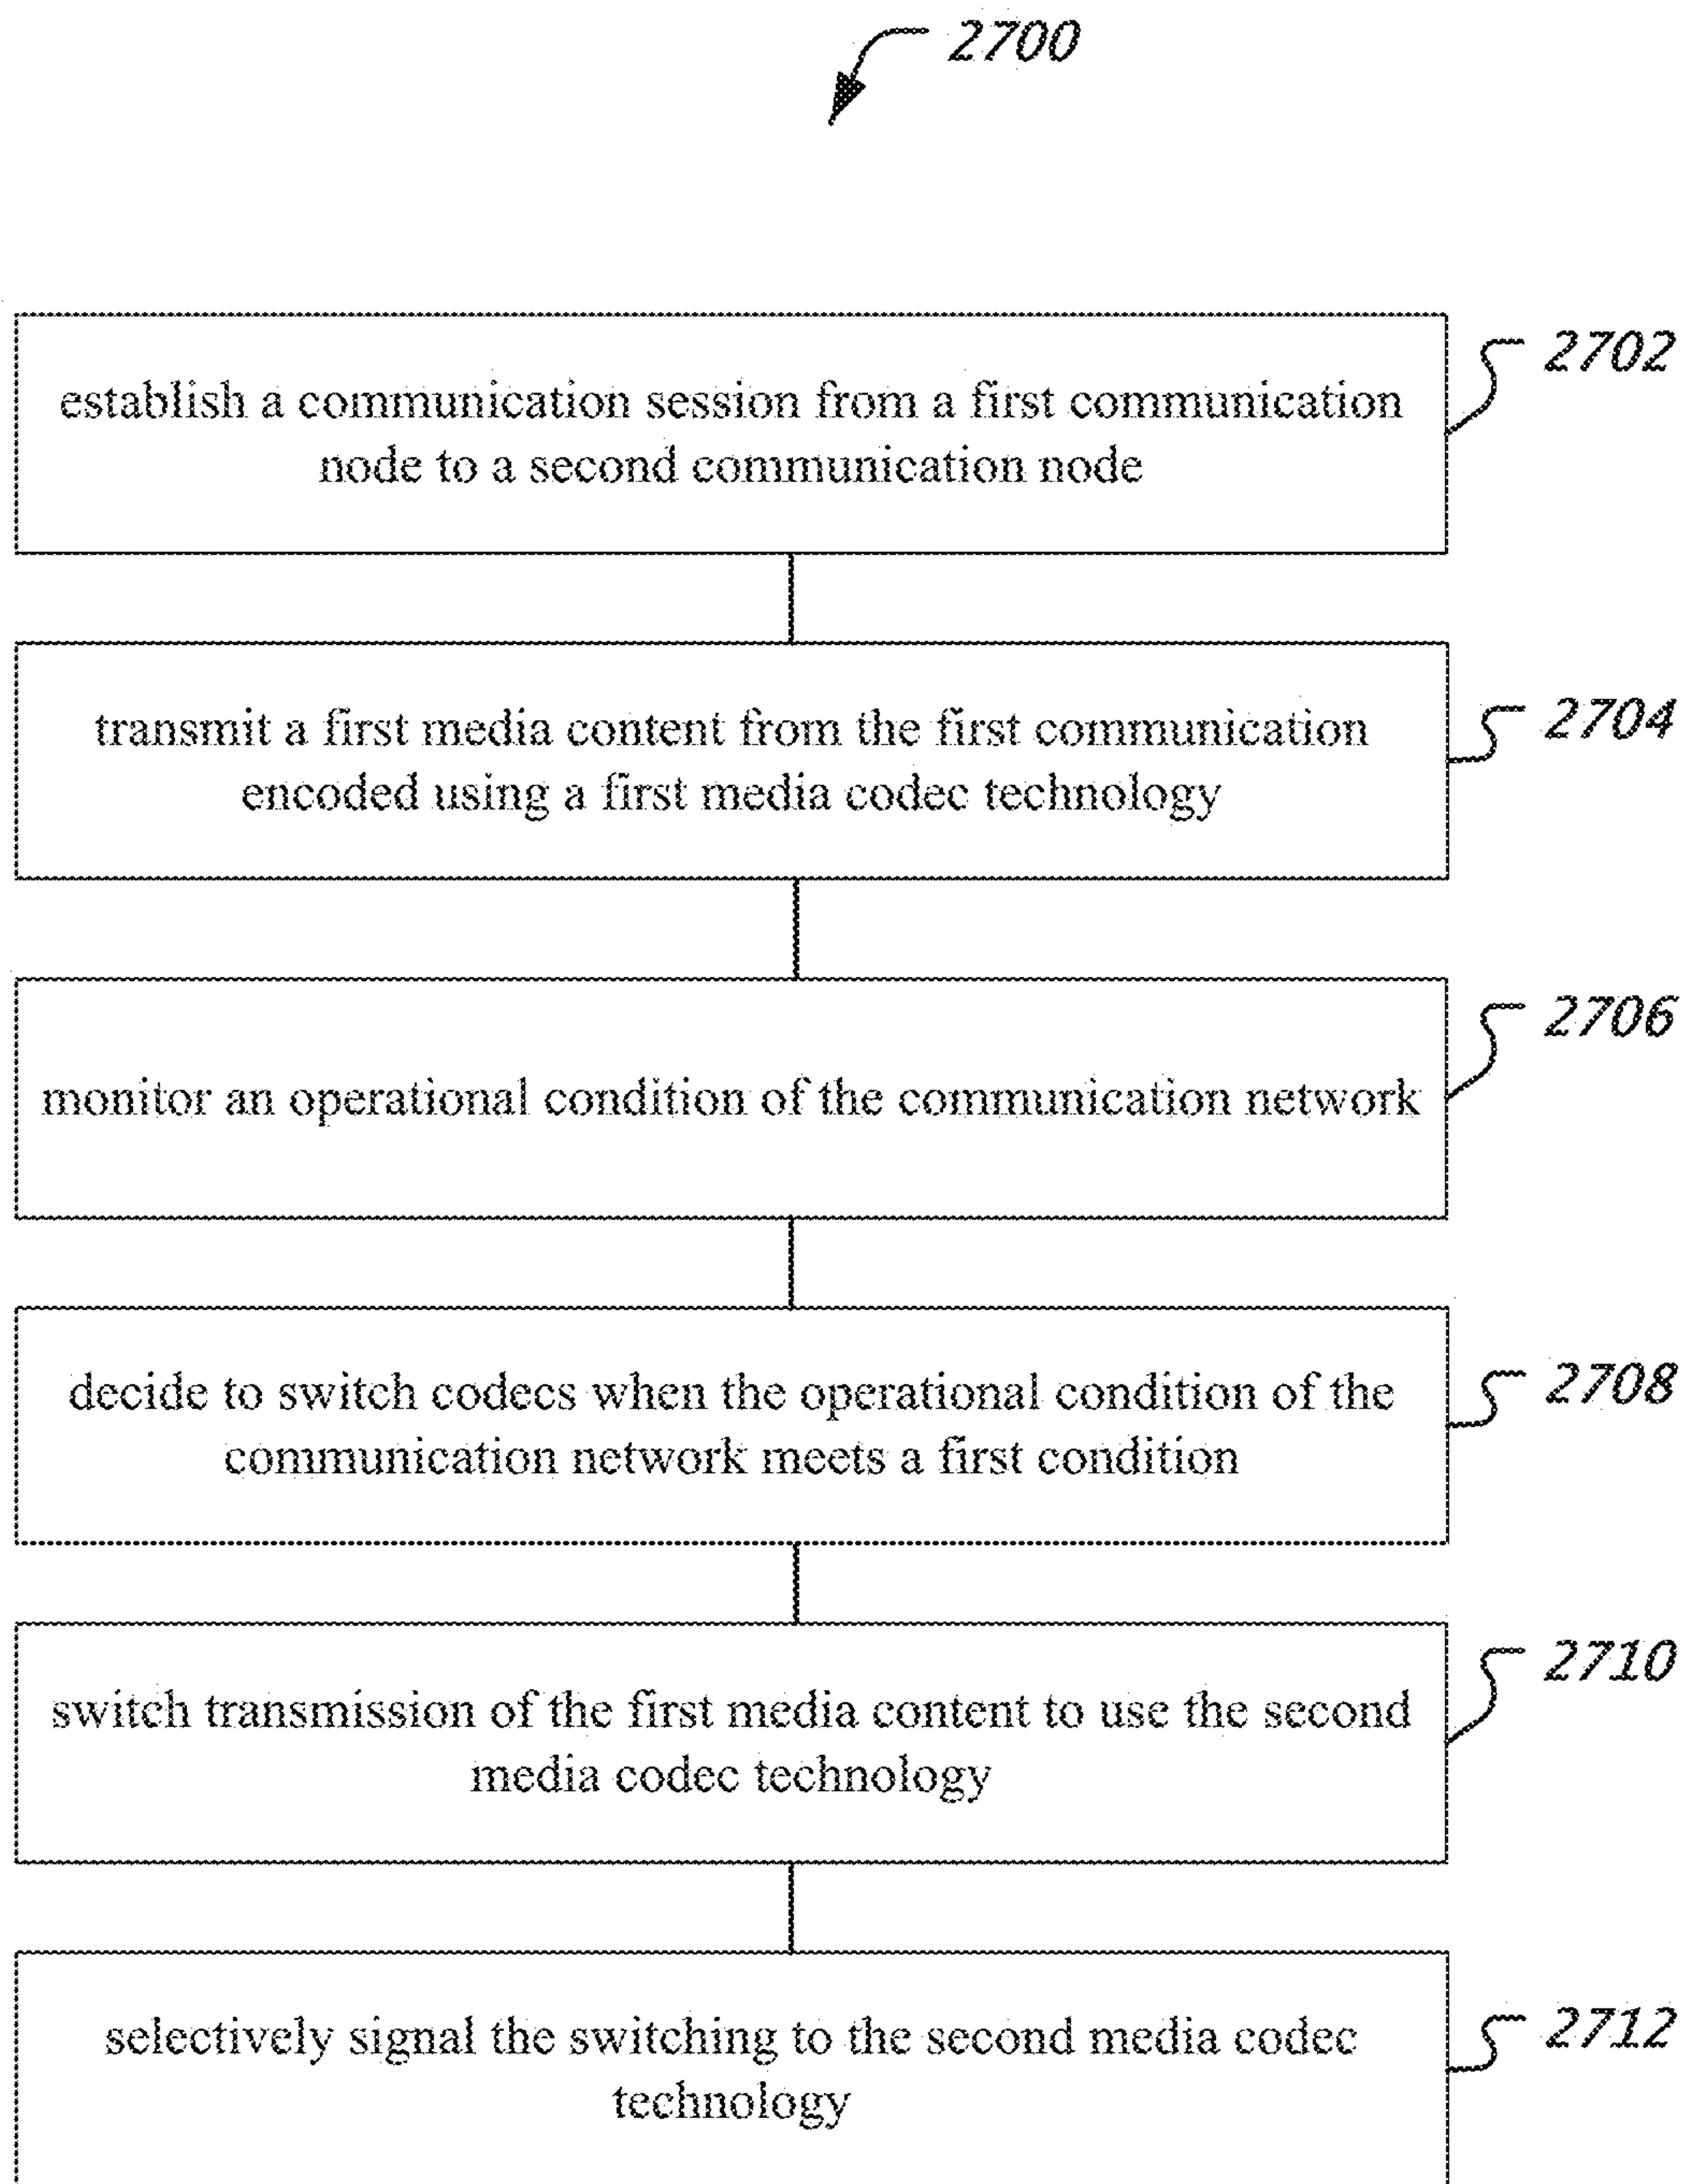 2700
2702
establish a communication session from a first communication
node to a second communication node
2704
transmit a first media content from the first communication
encoded using a first media codec technology
2706
monitor an operational condition of the communication network
2708
decide to switch codecs when the operational condition of the
communication network meets a first condition
2710
switch transmission of the first media content to use the second
media codec technology
2712
selectively signal the switching to the second media codec
technology